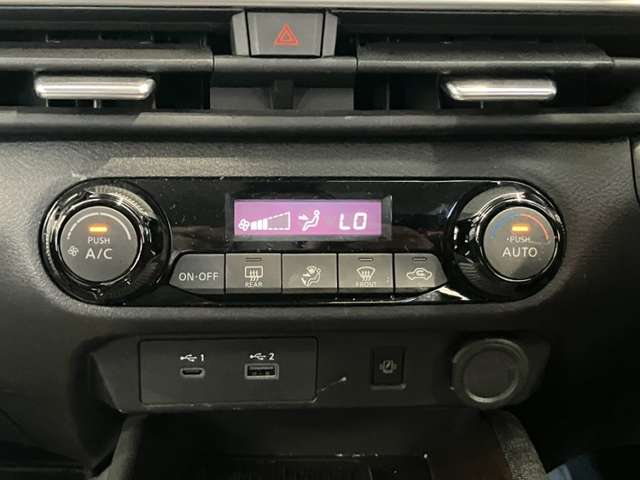 LO
PUSH
A/C
PUSH
AUTO
ON·OFF
REAR
FRONT
1
2